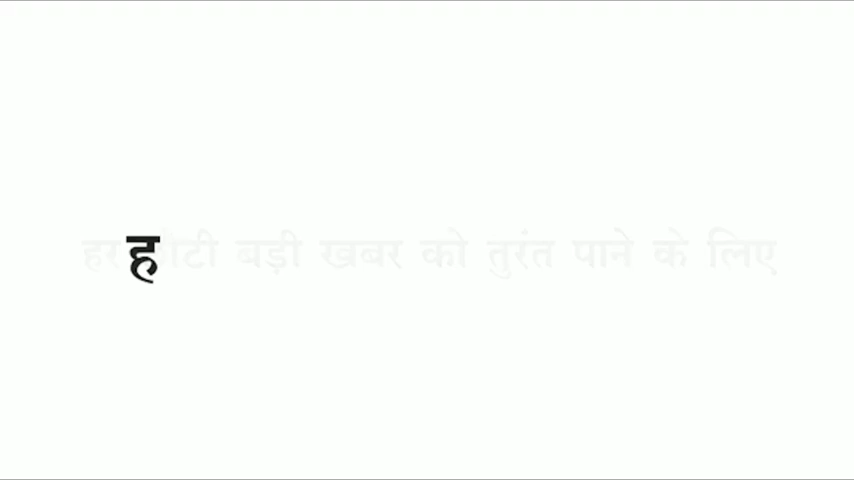 हर छोटी बड़ी खबर को तुरंत पाने के लिए
ह